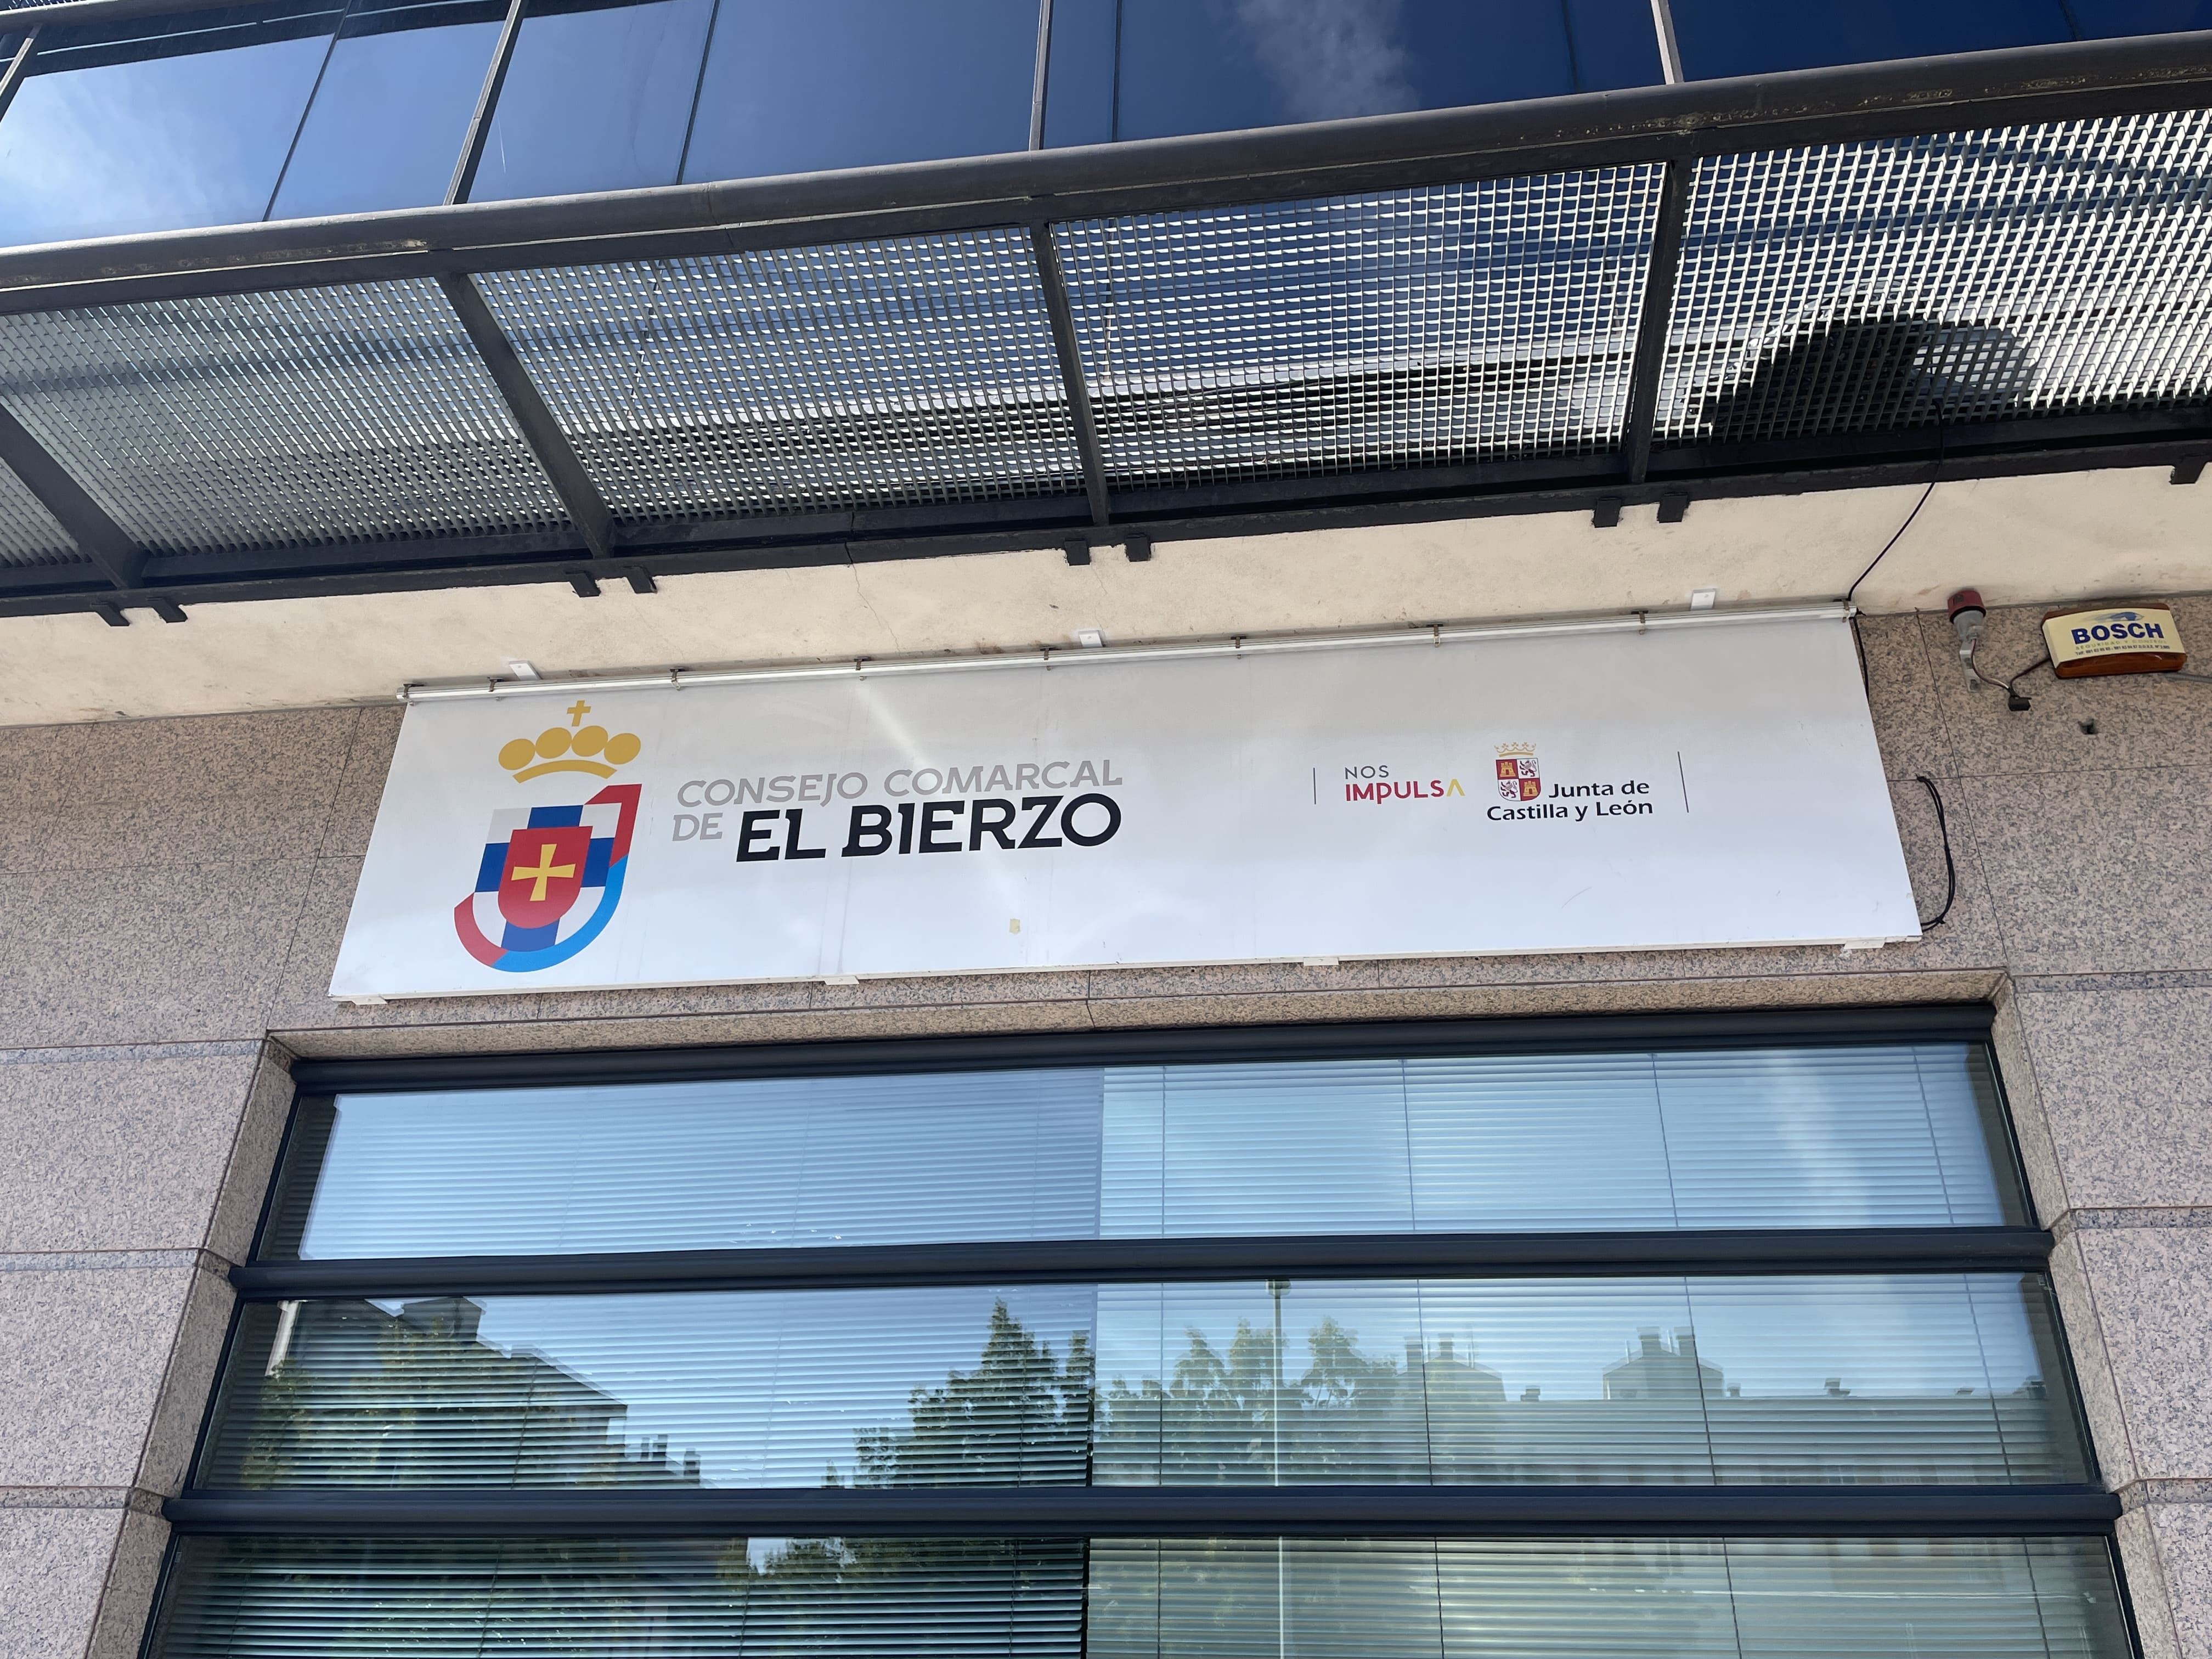 CONSEJO COMARCAL
DE EL BIERZO
NOS
IMPULSA
Junta de
Castilla y León
BOSCH